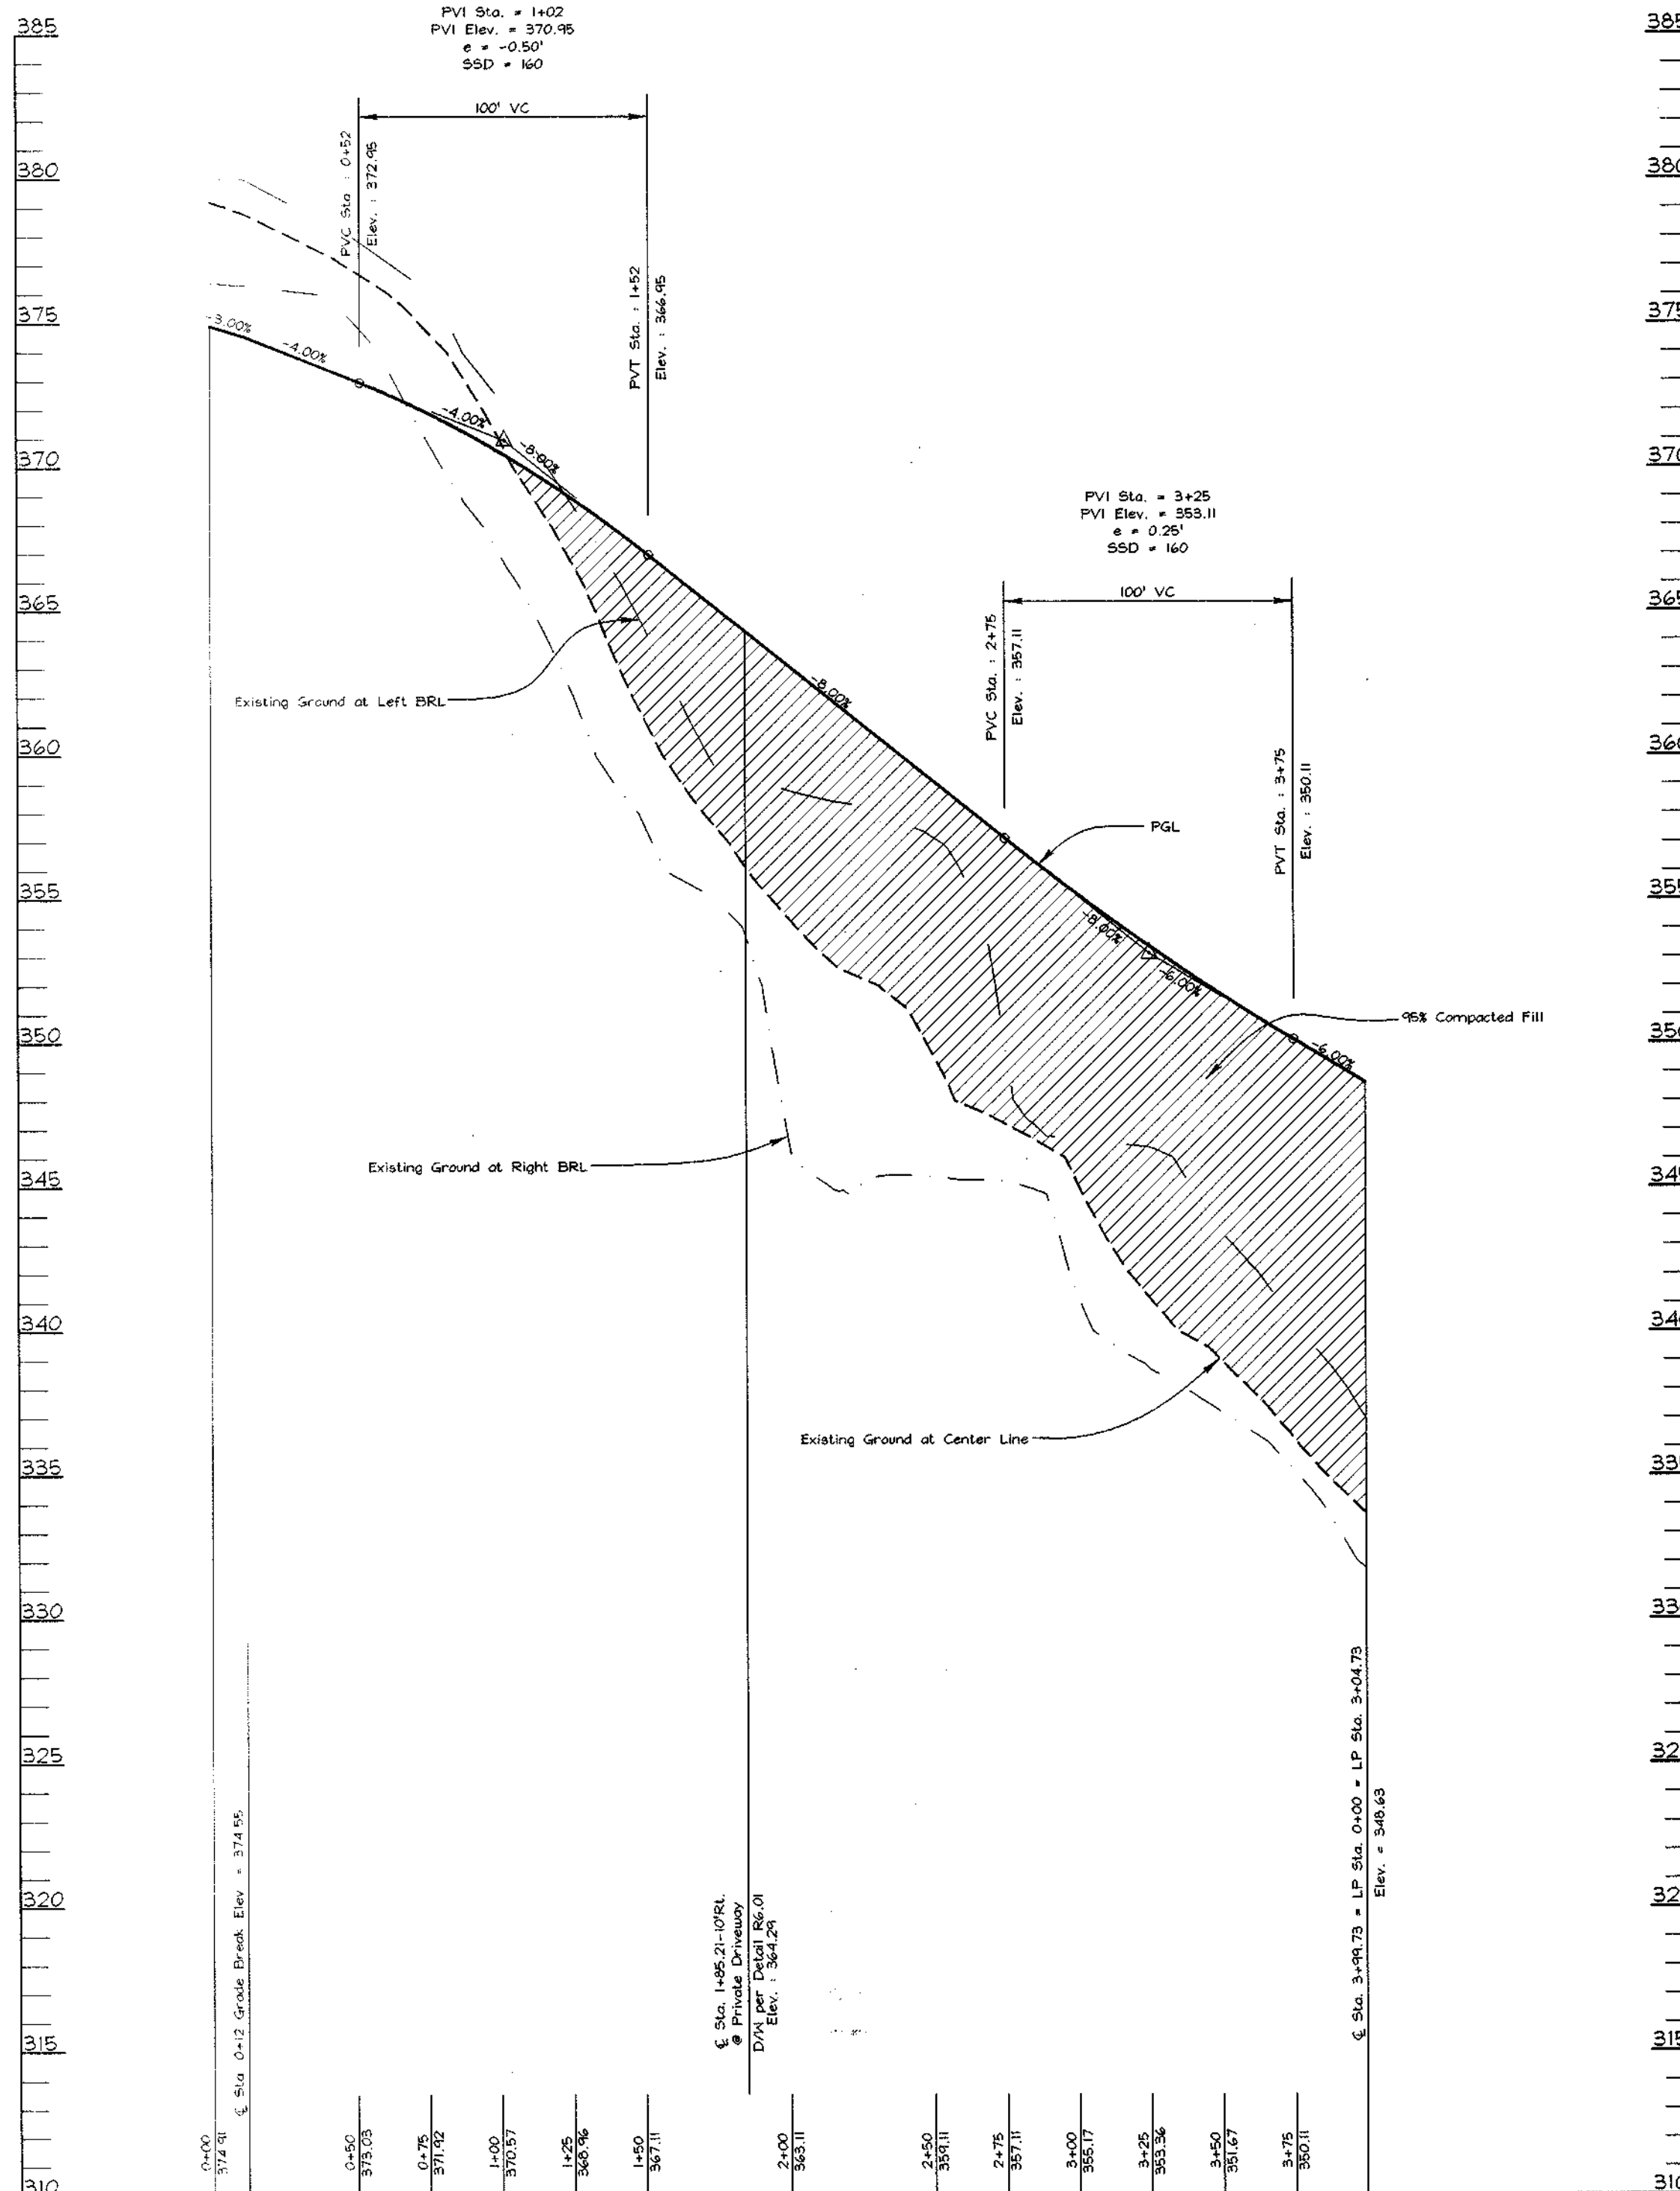 PVI Sta. = 1+02
PVI Elev. = 370.95
e = -0.50'
SSD = 160
100' VC
PVC Sta : 0+52
Elev. : 372.95
PVT Sta. : 1+52
Elev. : 366.95
385
380
375
370
365
360
355
350
345
340
335
330
325
320
315
310
-3.00%
-4.00%
-4.00%
-8.00%
PVI Sta. = 3+25
PVI Elev. = 353.11
e = 0.25'
SSD = 160
100' VC
PVC Sta. : 2+75
Elev. : 357.11
PVT Sta. : 3+75
Elev. : 350.11
Existing Ground at Left BRL
-8.00%
PGL
-8.00%
-6.00%
95% Compacted Fill
-6.00%
Existing Ground at Right BRL
Existing Ground at Center Line
℄ Sta 0+12 Grade Break Elev = 374.55
℄ Sta. 1+85.21-10'Rt.
@ Private Driveway
D/W per Detail R6.01
Elev. : 364.29
℄ Sta. 3+99.73 = LP Sta. 0+00 = LP Sta. 3+04.73
Elev. = 348.63
0+00
374.91
0+50
373.03
0+75
371.92
1+00
370.57
1+25
368.96
1+50
367.11
2+00
363.11
2+50
359.11
2+75
357.11
3+00
355.17
3+25
353.36
3+50
351.67
3+75
350.11
385
380
375
370
365
360
355
350